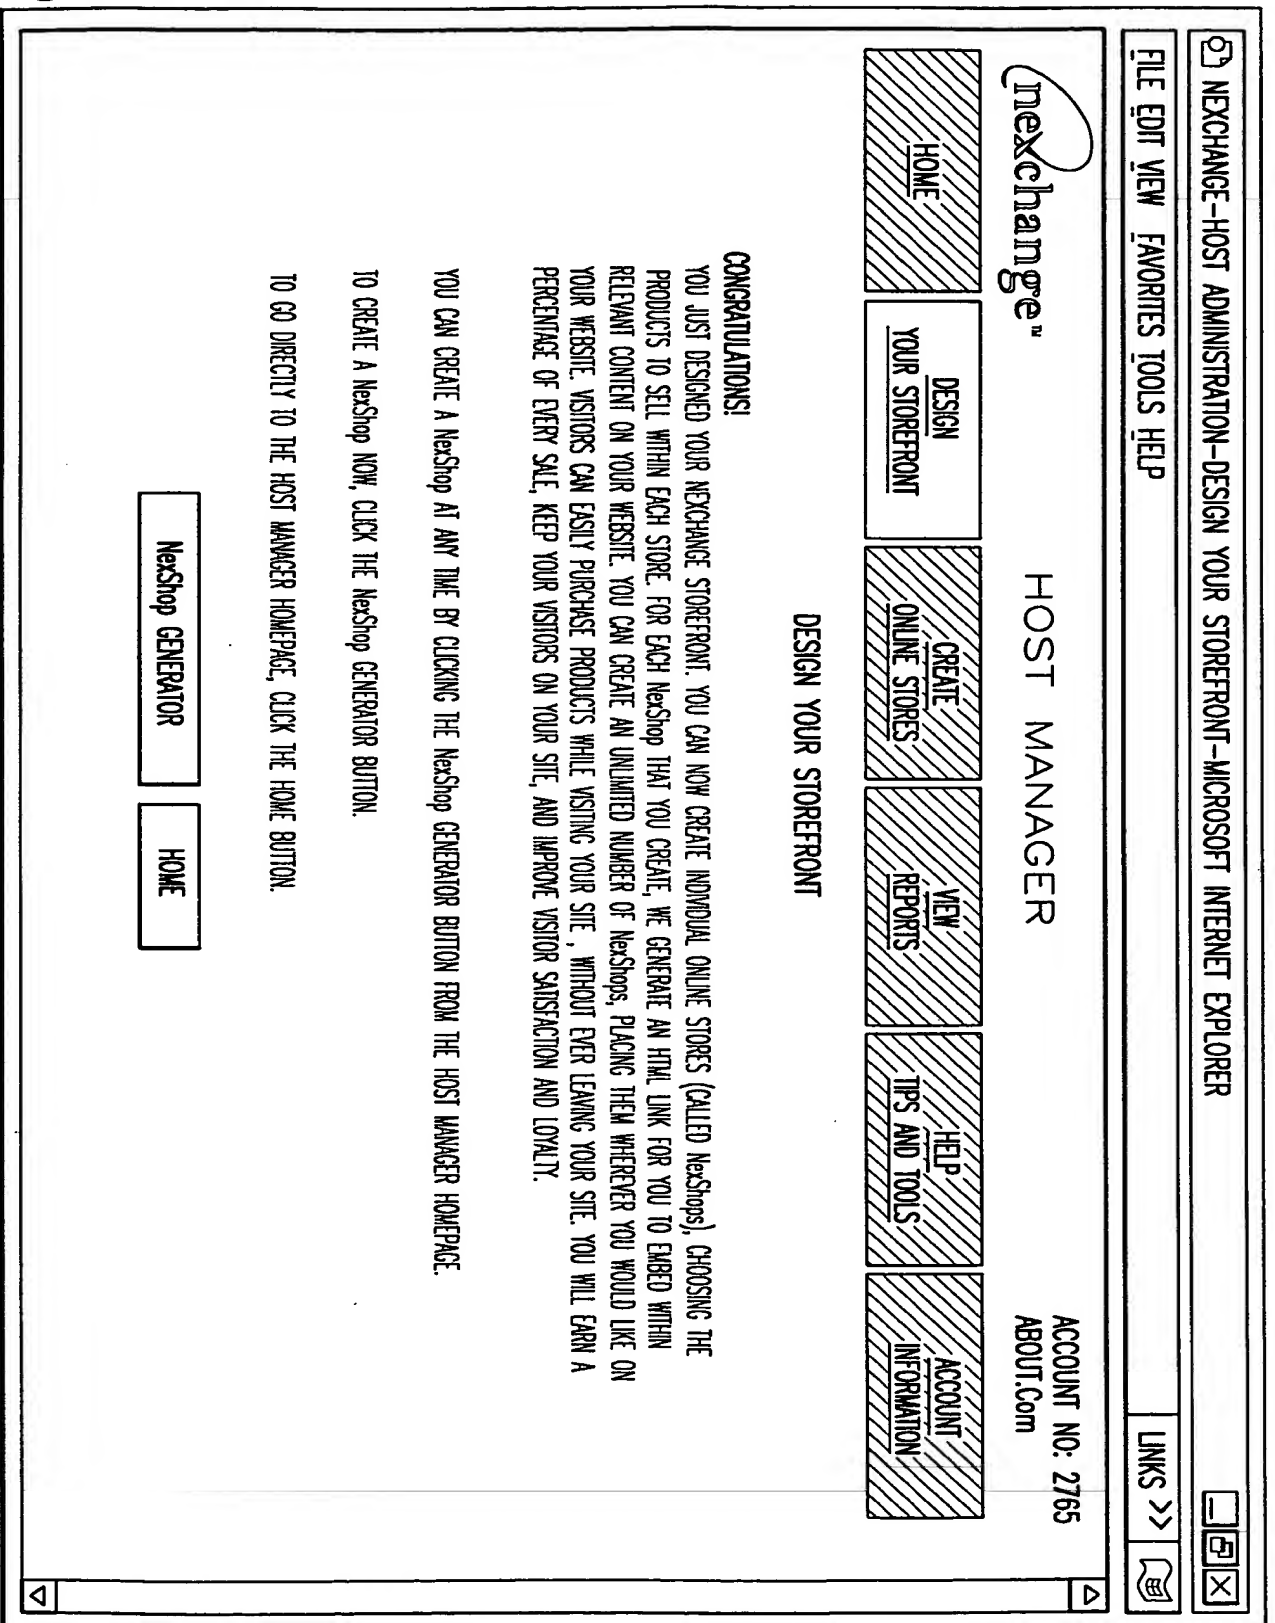 NEXCHANGE-HOST ADMINISTRATION-DESIGN YOUR STOREFRONT-MICROSOFT INTERNET EXPLORER
FILE EDIT VIEW FAVORITES TOOLS HELP
LINKS >>
nexchange™
HOST MANAGER
ACCOUNT NO: 2765
ABOUT.Com
HOME
DESIGN
YOUR STOREFRONT
CREATE
ONLINE STORES
VIEW
REPORTS
HELP
TIPS AND TOOLS
ACCOUNT
INFORMATION
DESIGN YOUR STOREFRONT
CONGRATULATIONS!
YOU JUST DESIGNED YOUR NEXCHANGE STOREFRONT. YOU CAN NOW CREATE INDIVIDUAL ONLINE STORES (CALLED NexShops), CHOOSING THE
PRODUCTS TO SELL WITHIN EACH STORE. FOR EACH NexShop THAT YOU CREATE, WE GENERATE AN HTML LINK FOR YOU TO EMBED WITHIN
RELEVANT CONTENT ON YOUR WEBSITE. YOU CAN CREATE AN UNLIMITED NUMBER OF NexShops, PLACING THEM WHEREVER YOU WOULD LIKE ON
YOUR WEBSITE. VISITORS CAN EASILY PURCHASE PRODUCTS WHILE VISITING YOUR SITE , WITHOUT EVER LEAVING YOUR SITE. YOU WILL EARN A
PERCENTAGE OF EVERY SALE, KEEP YOUR VISITORS ON YOUR SITE, AND IMPROVE VISITOR SATISFACTION AND LOYALTY.
YOU CAN CREATE A NexShop AT ANY TIME BY CLICKING THE NexShop GENERATOR BUTTON FROM THE HOST MANAGER HOMEPAGE.
TO CREATE A NexShop NOW, CLICK THE NexShop GENERATOR BUTTON.
TO GO DIRECTLY TO THE HOST MANAGER HOMEPAGE, CLICK THE HOME BUTTON.
NexShop GENERATOR
HOME